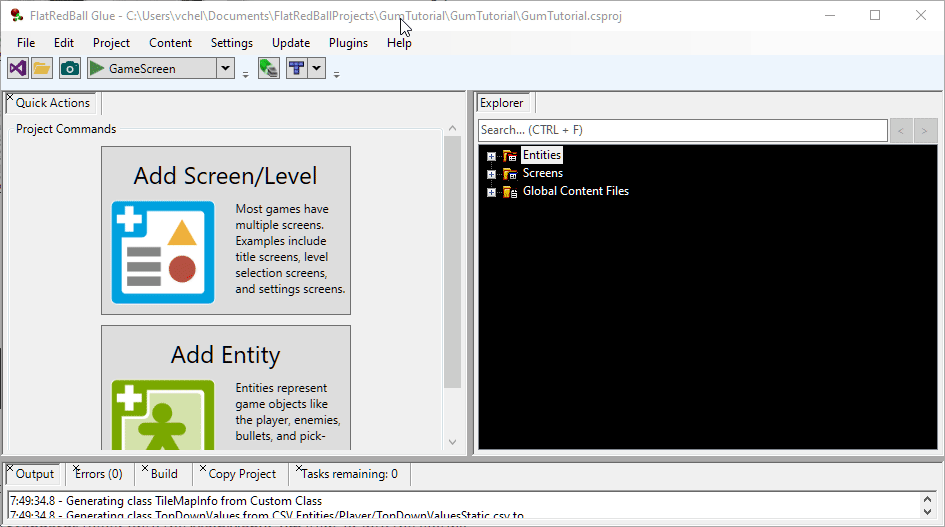 FlatRedBall Glue - C:\Users\vchel\Documents\FlatRedBallProjects\GumTutorial\GumTutorial\GumTutorial.csproj
File Edit Project Content Settings Update Plugins Help
GameScreen
Quick Actions
Project Commands
Add Screen/Level
Most games have
multiple screens.
Examples include
title screens, level
selection screens,
and settings screens.
Add Entity
Entities represent
game objects like
the player, enemies,
bullets, and pick-
Explorer
Search... (CTRL + F)
< >
Entities
Screens
Global Content Files
Output Errors (0) Build Copy Project Tasks remaining: 0
7:49:34.8 - Generating class TileMapInfo from Custom Class
7:49:34.8 - Generating class TopDownValues from CSV Entities/Player/TopDownValuesStatic.csv to